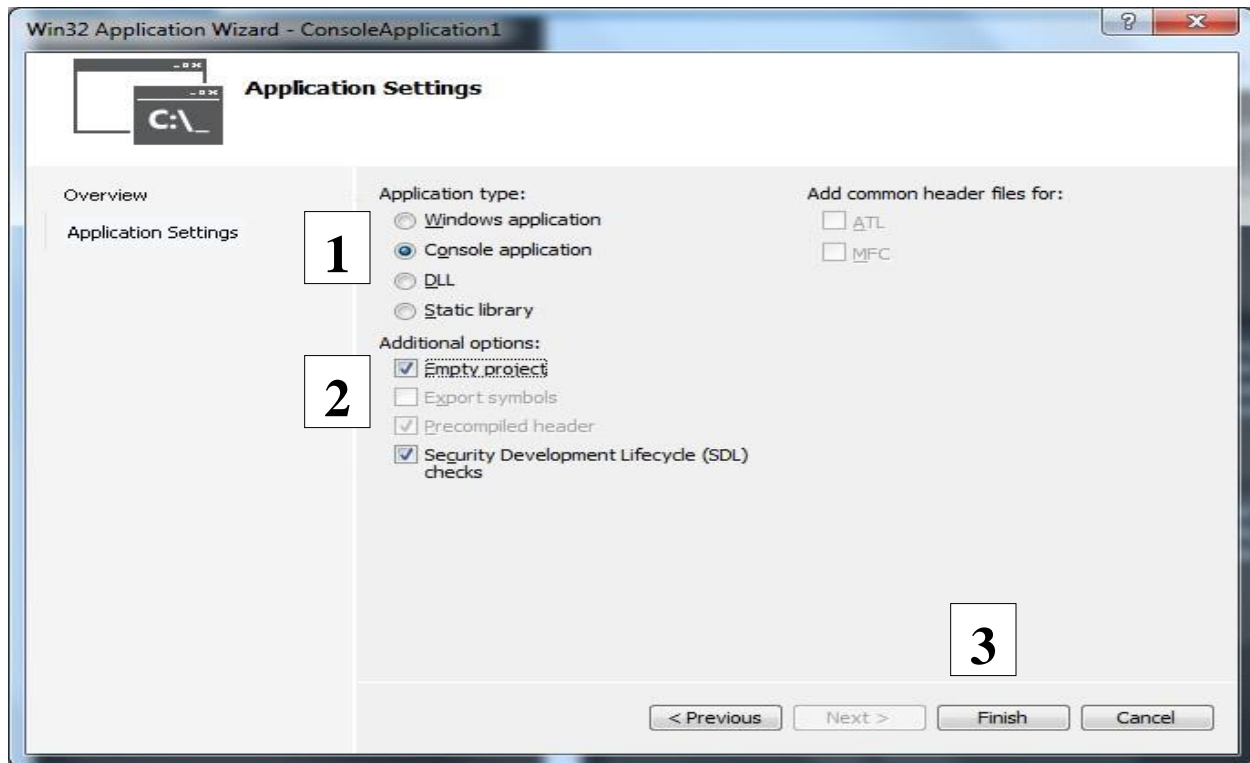 Win32 Application Wizard - ConsoleApplication1
C:\_
Application Settings
Overview
Application Settings
Application type:
Windows application
Console application
DLL
Static library
Additional options:
Empty project
Export symbols
Precompiled header
Security Development Lifecycle (SDL)
checks
Add common header files for:
ATL
MFC
1
2
3
< Previous
Next >
Finish
Cancel